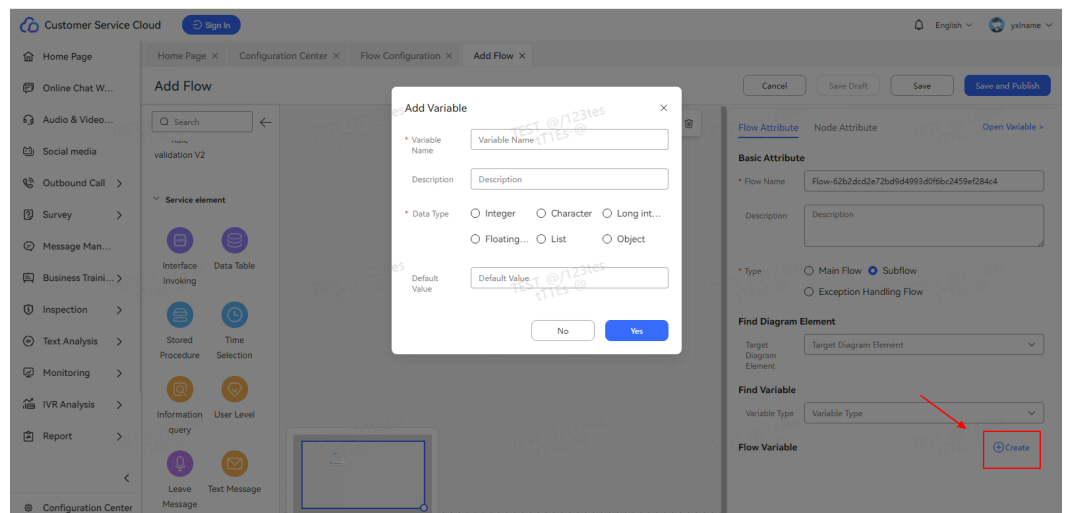 Customer Service Cloud
Sign In
English
yxlname
Home Page
Online Chat W...
Audio & Video...
Social media
Outbound Call
Survey
Message Man...
Business Traini...
Inspection
Text Analysis
Monitoring
IVR Analysis
Report
Configuration Center
Home Page ×
Configuration Center ×
Flow Configuration ×
Add Flow ×
Add Flow
Cancel
Save Draft
Save
Save and Publish
Search
validation V2
Service element
Interface
Invoking
Data Table
Stored
Procedure
Time
Selection
Information
query
User Level
Leave
Message
Text Message
Add Variable
* Variable
Name
Variable Name
Description
Description
* Data Type
Integer
Character
Long int...
Floating...
List
Object
Default
Value
Default Value
No
Yes
TEST_@/123tes
tT1Es-@
TEST_@/123tes
tT1Es-@
Flow Attribute
Node Attribute
Open Variable >
Basic Attribute
* Flow Name
Flow-62b2dcd2e72bd9d4993d0f6bc2459ef284c4
Description
Description
* Type
Main Flow
Subflow
Exception Handling Flow
Find Diagram Element
Target
Diagram
Element
Target Diagram Element
Find Variable
Variable Type
Variable Type
Flow Variable
Create